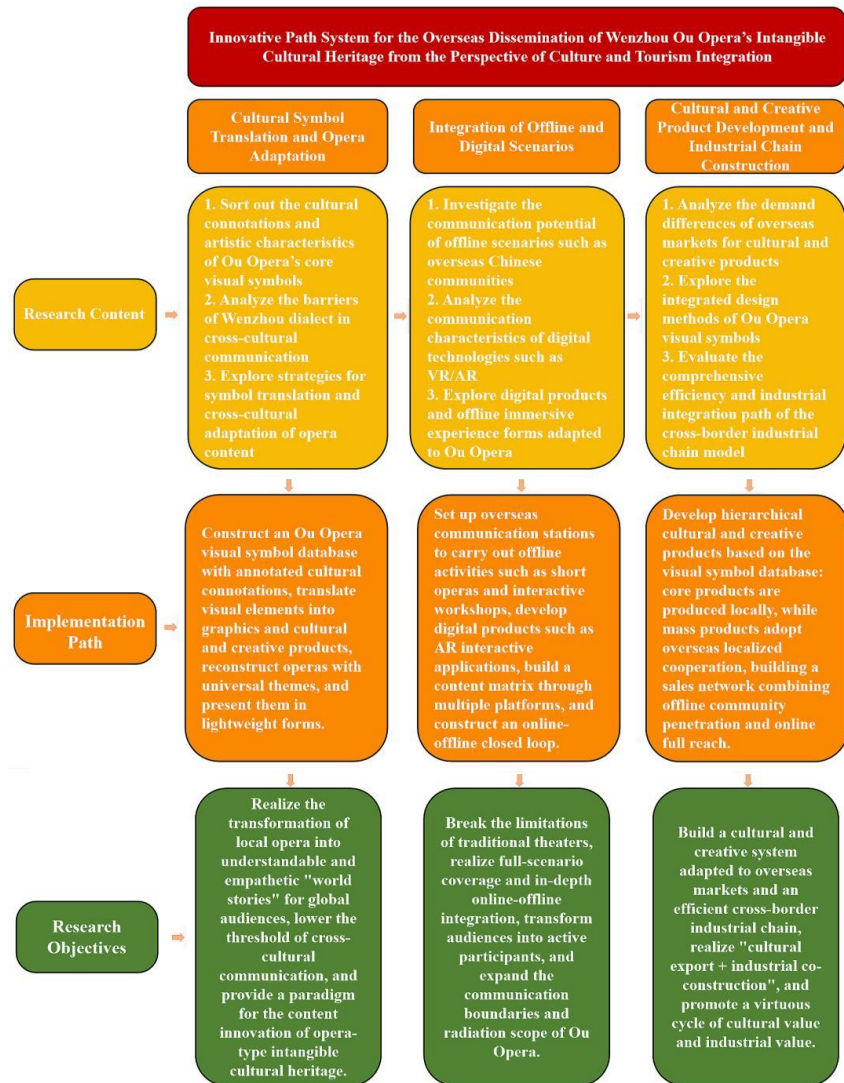 Innovative Path System for the Overseas Dissemination of Wenzhou Ou Opera's Intangible
Cultural Heritage from the Perspective of Culture and Tourism Integration
Cultural Symbol
Translation and Opera
Adaptation
Integration of Offline and
Digital Scenarios
Cultural and Creative
Product Development and
Industrial Chain
Construction
Research Content
1. Sort out the cultural
connotations and
artistic characteristics
of Ou Opera's core
visual symbols
2. Analyze the barriers
of Wenzhou dialect in
cross-cultural
communication
3. Explore strategies for
symbol translation and
cross-cultural
adaptation of opera
content
1. Investigate the
communication potential
of offline scenarios such as
overseas Chinese
communities
2. Analyze the
communication
characteristics of digital
technologies such as
VR/AR
3. Explore digital products
and offline immersive
experience forms adapted
to Ou Opera
1. Analyze the demand
differences of overseas
markets for cultural and
creative products
2. Explore the
integrated design
methods of Ou Opera
visual symbols
3. Evaluate the
comprehensive
efficiency and industrial
integration path of the
cross-border industrial
chain model
Implementation
Path
Construct an Ou Opera
visual symbol database
with annotated cultural
connotations, translate
visual elements into
graphics and cultural
and creative products,
reconstruct operas with
universal themes, and
present them in
lightweight forms.
Set up overseas
communication stations
to carry out offline
activities such as short
operas and interactive
workshops, develop
digital products such as
AR interactive
applications, build a
content matrix through
multiple platforms, and
construct an online-
offline closed loop.
Develop hierarchical
cultural and creative
products based on the
visual symbol database:
core products are
produced locally, while
mass products adopt
overseas localized
cooperation, building a
sales network combining
offline community
penetration and online
full reach.
Research
Objectives
Realize the
transformation of
local opera into
understandable and
empathetic "world
stories" for global
audiences, lower the
threshold of cross-
cultural
communication, and
provide a paradigm
for the content
innovation of opera-
type intangible
cultural heritage.
Break the limitations
of traditional theaters,
realize full-scenario
coverage and in-depth
online-offline
integration, transform
audiences into active
participants, and
expand the
communication
boundaries and
radiation scope of Ou
Opera.
Build a cultural and
creative system
adapted to overseas
markets and an
efficient cross-border
industrial chain,
realize "cultural
export + industrial co-
construction", and
promote a virtuous
cycle of cultural value
and industrial value.